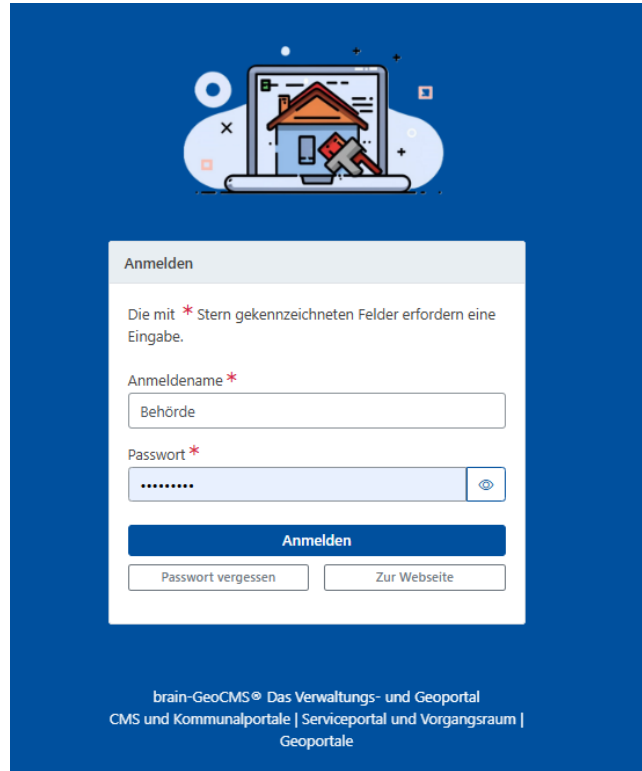 Anmelden
Die mit * Stern gekennzeichneten Felder erfordern eine
Eingabe.
Anmeldename *
Behörde
Passwort *
•••••••••
Anmelden
Passwort vergessen
Zur Webseite
brain-GeoCMS® Das Verwaltungs- und Geoportal
CMS und Kommunalportale | Serviceportal und Vorgangsraum |
Geoportale